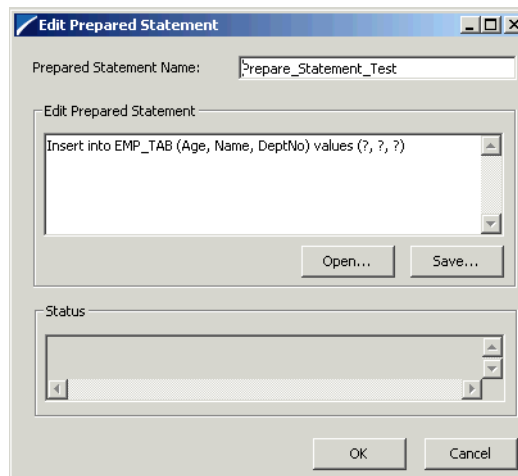 Edit Prepared Statement
Prepared Statement Name: Prepare_Statement_Test
Edit Prepared Statement
Insert into EMP_TAB (Age, Name, DeptNo) values (?, ?, ?)
Open... Save...
Status
OK Cancel